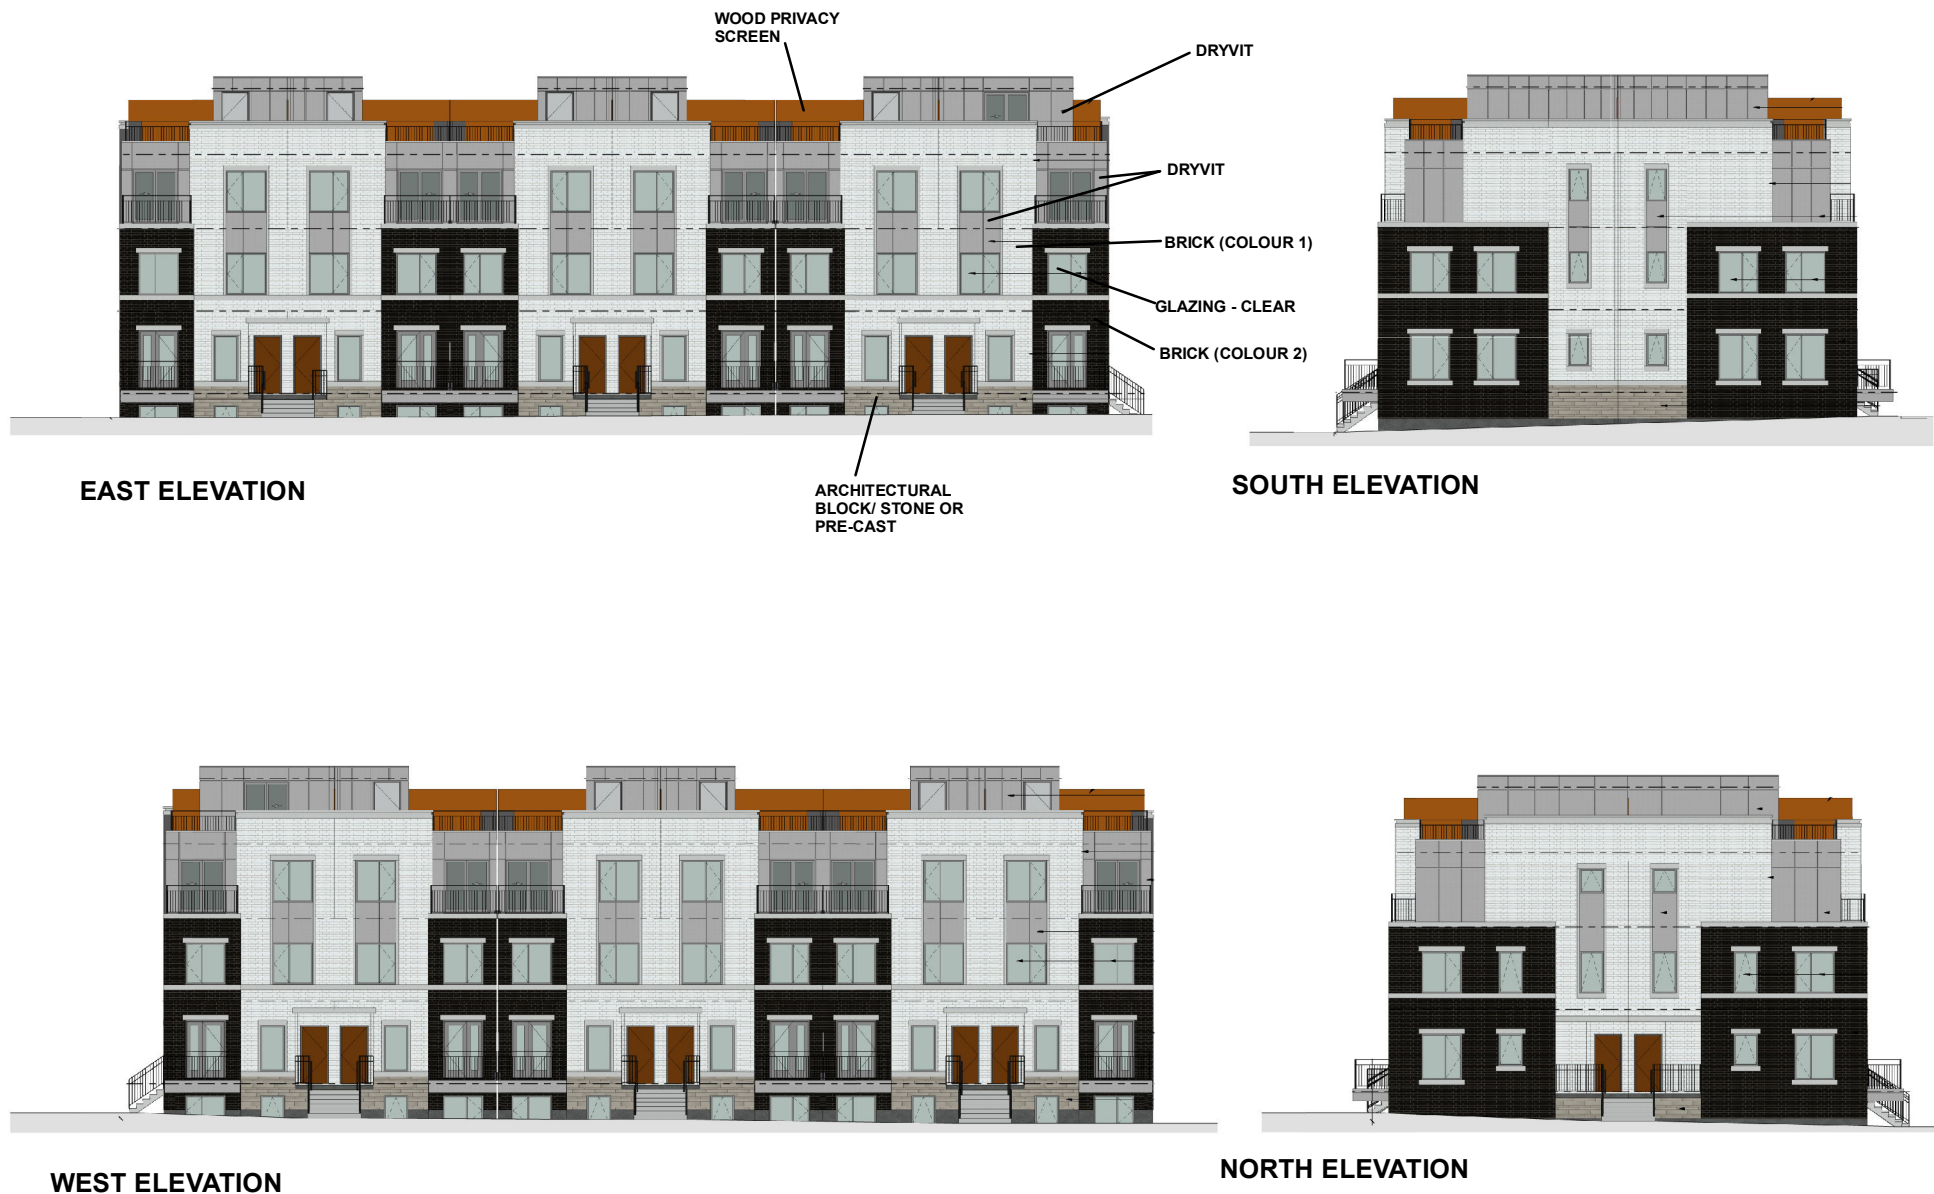 WOOD PRIVACY
SCREEN
DRYVIT
DRYVIT
BRICK (COLOUR 1)
GLAZING - CLEAR
BRICK (COLOUR 2)
EAST ELEVATION
ARCHITECTURAL
BLOCK/ STONE OR
PRE-CAST
SOUTH ELEVATION
WEST ELEVATION
NORTH ELEVATION